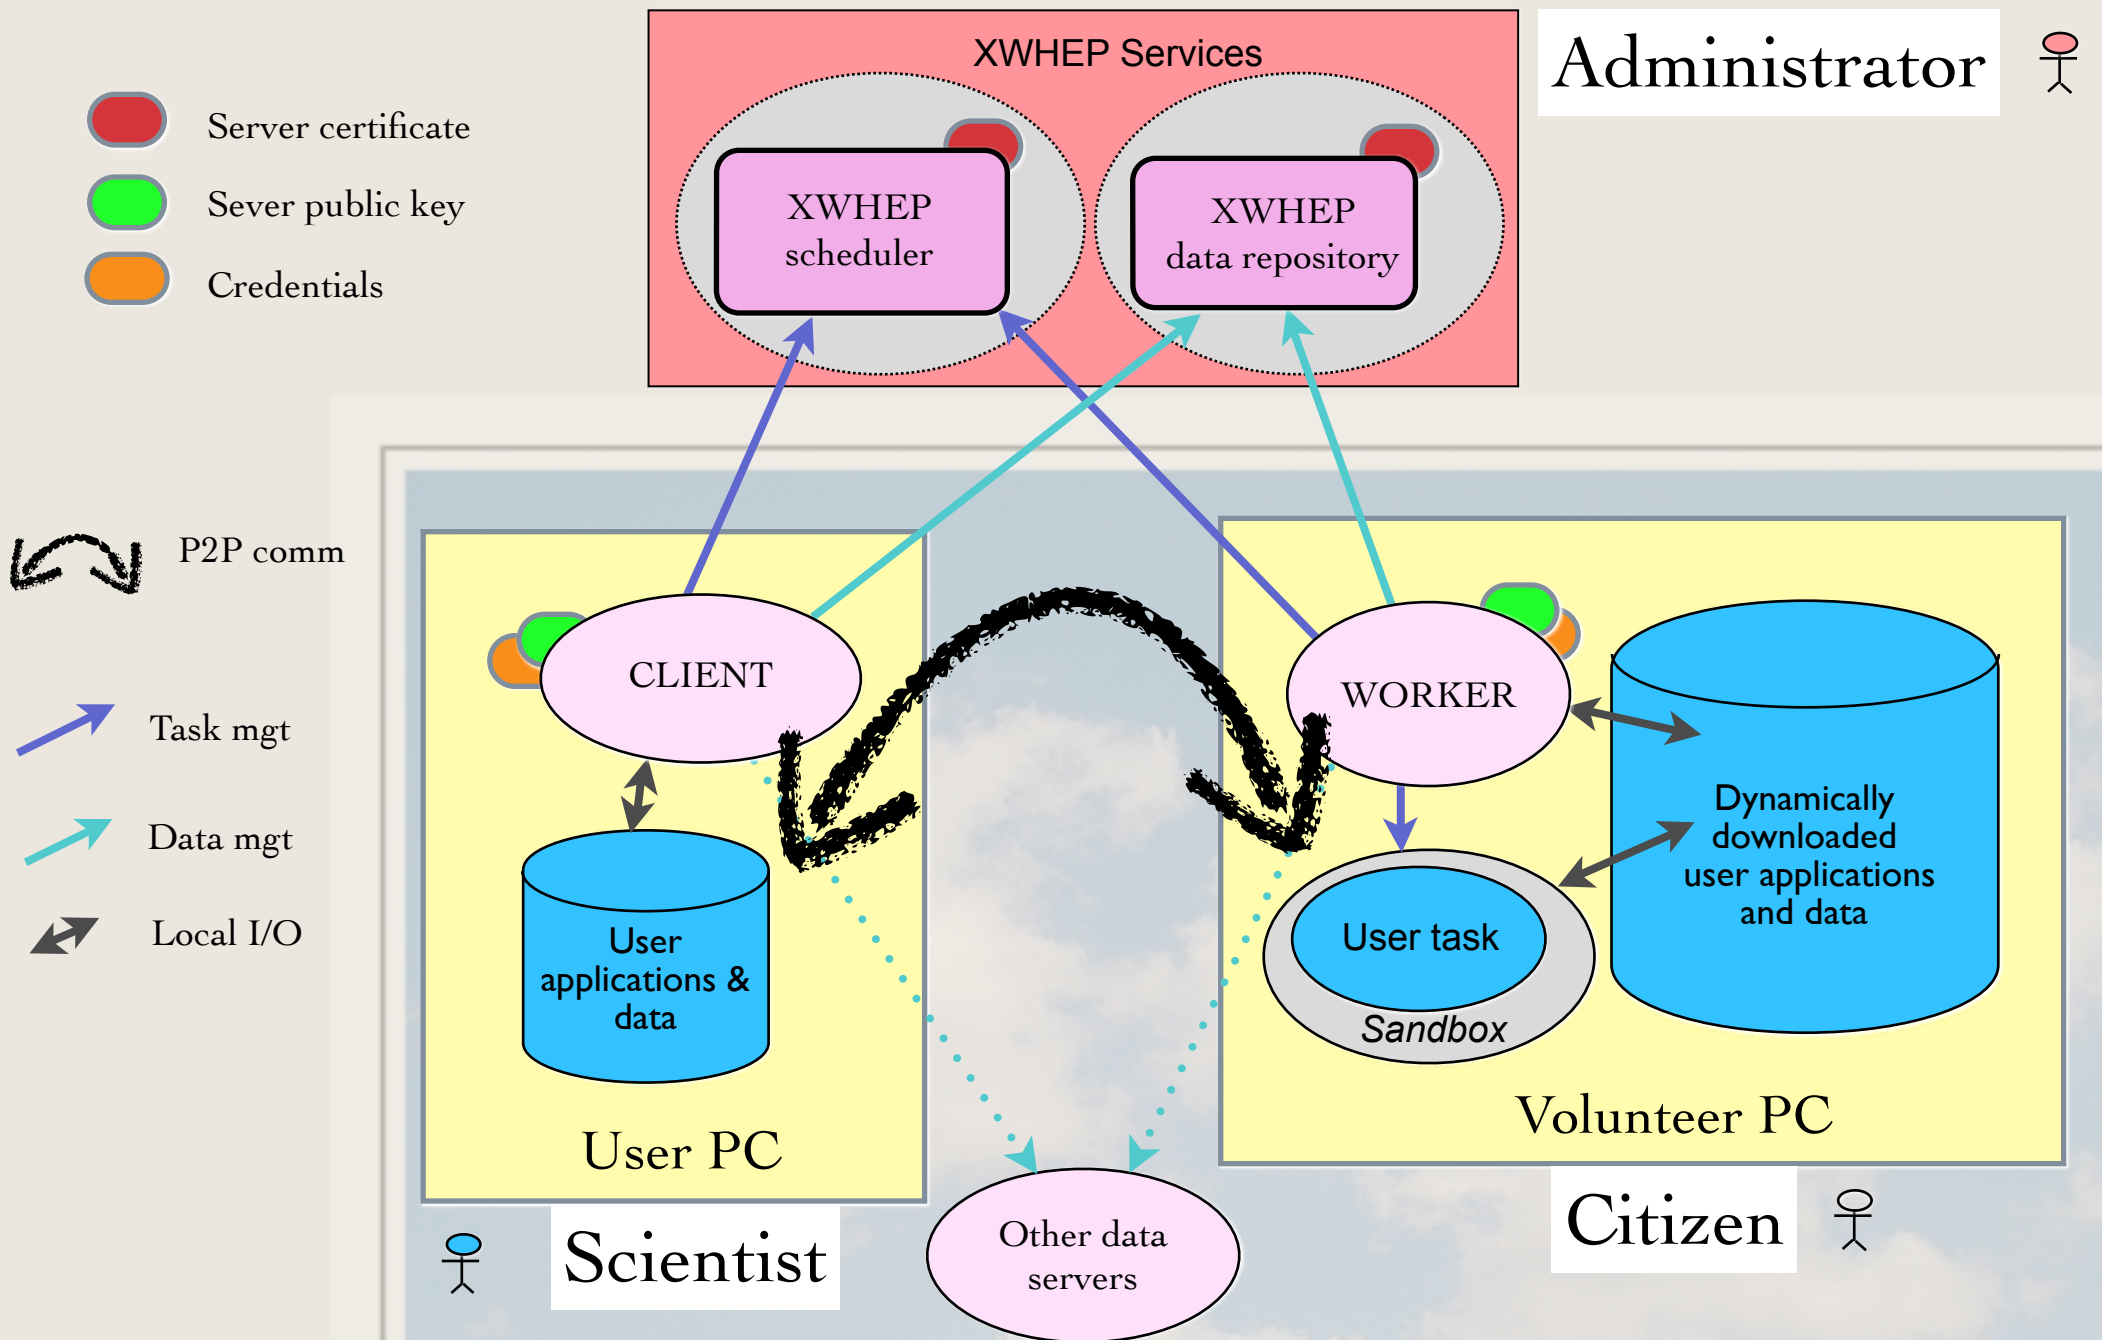 XWHEP Services
Administrator
Server certificate
Sever public key
Credentials
XWHEP
scheduler
XWHEP
data repository
P2P comm
Task mgt
Data mgt
Local I/O
CLIENT
WORKER
User
applications &
data
Dynamically
downloaded
user applications
and data
User task
Sandbox
User PC
Volunteer PC
Scientist
Citizen
Other data
servers